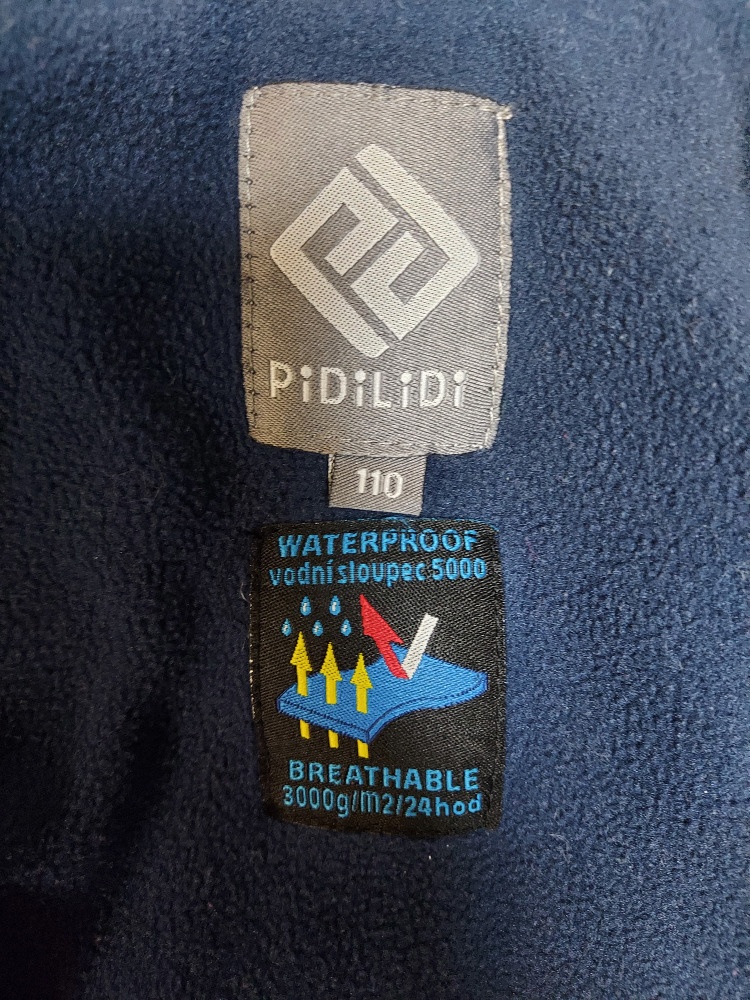 PiDiLiDi
110
WATERPROOF
vodní sloupec 5000
BREATHABLE
3000g/m2/24hod